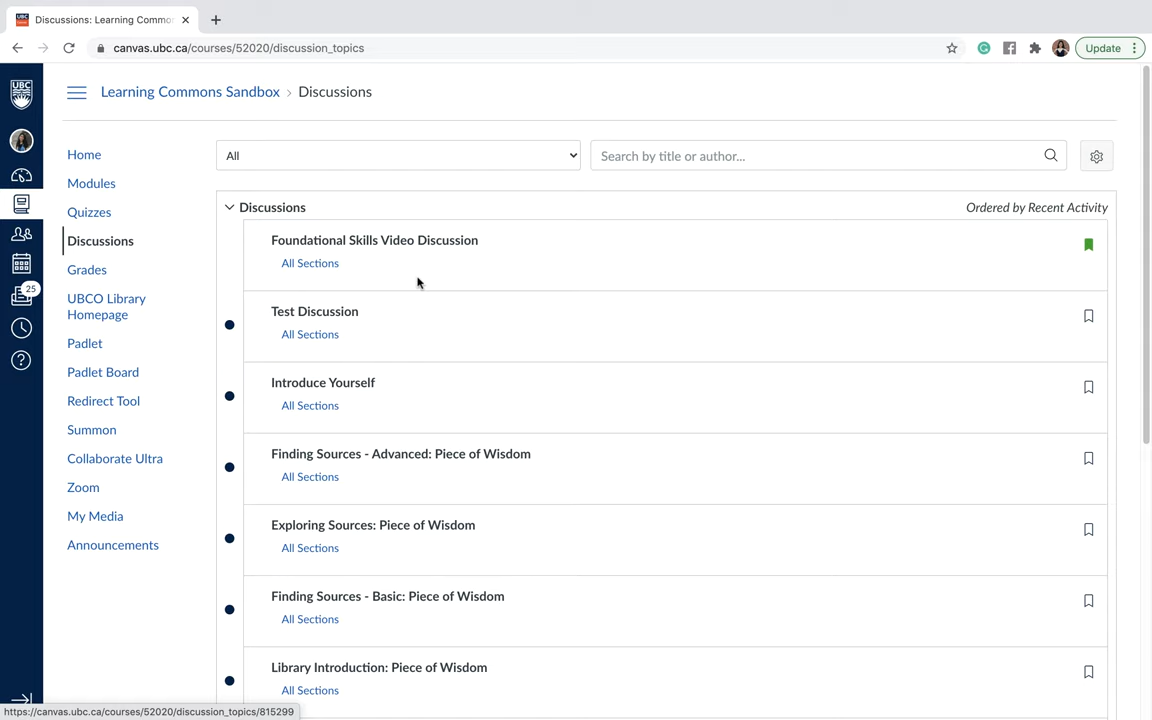 Discussions: Learning Commo
canvas.ubc.ca/courses/52020/discussion_topics
Update
UBC
Learning Commons Sandbox › Discussions
Home
Modules
Quizzes
Discussions
Grades
UBCO Library
Homepage
Padlet
Padlet Board
Redirect Tool
Summon
Collaborate Ultra
Zoom
My Media
Announcements
25
All
Search by title or author...
Discussions
Ordered by Recent Activity
Foundational Skills Video Discussion
All Sections
Test Discussion
All Sections
Introduce Yourself
All Sections
Finding Sources - Advanced: Piece of Wisdom
All Sections
Exploring Sources: Piece of Wisdom
All Sections
Finding Sources - Basic: Piece of Wisdom
All Sections
Library Introduction: Piece of Wisdom
All Sections
https://canvas.ubc.ca/courses/52020/discussion_topics/815299